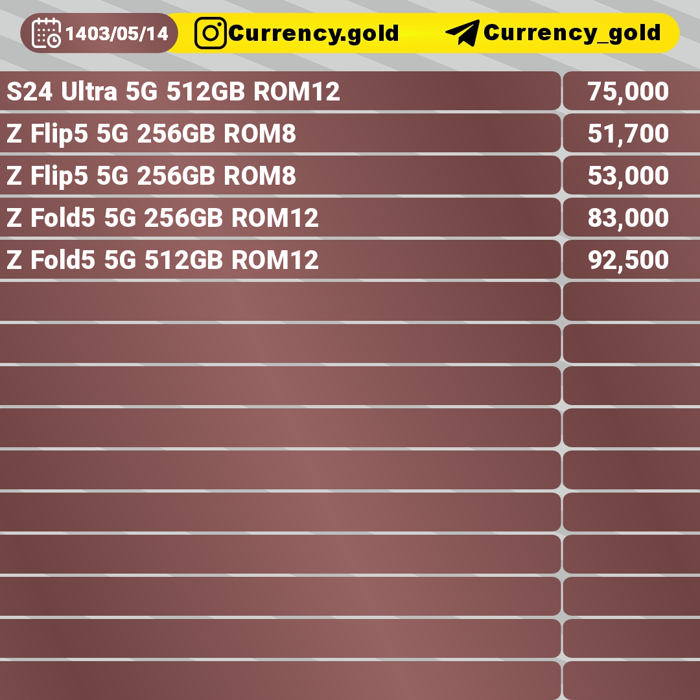 1403/05/14 Currency.gold Currency_gold
S24 Ultra 5G 512GB ROM12 75,000
Z Flip5 5G 256GB ROM8 51,700
Z Flip5 5G 256GB ROM8 53,000
Z Fold5 5G 256GB ROM12 83,000
Z Fold5 5G 512GB ROM12 92,500